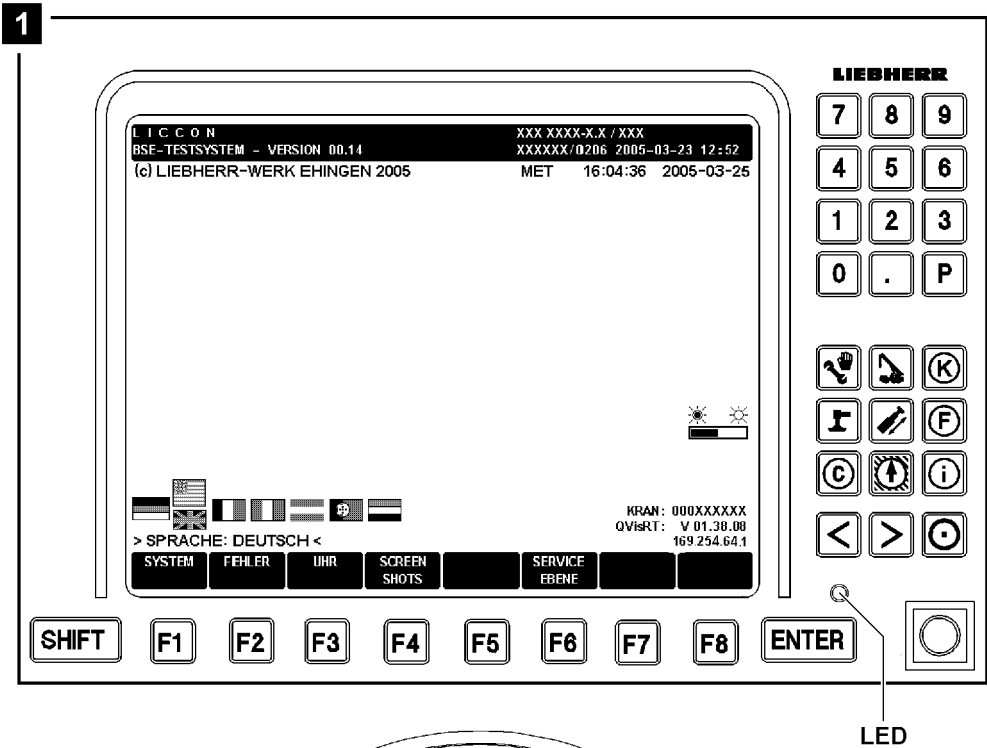 1
LIEBHERR
LICCON XXX XXXX-X.X / XXX
BSE-TESTSYSTEM - VERSION 00.14 XXXXXX/0206 2005-03-23 12:52
(c) LIEBHERR-WERK EHINGEN 2005 MET 16:04:36 2005-03-25
KRAN: 000XXXXXX
QVisRT: V 01.38.08
> SPRACHE: DEUTSCH < 169.254.64.1
SYSTEM FEHLER UHR SCREEN SHOTS SERVICE EBENE
7 8 9
4 5 6
1 2 3
0 . P
K
F
C i
< >
SHIFT F1 F2 F3 F4 F5 F6 F7 F8 ENTER
LED